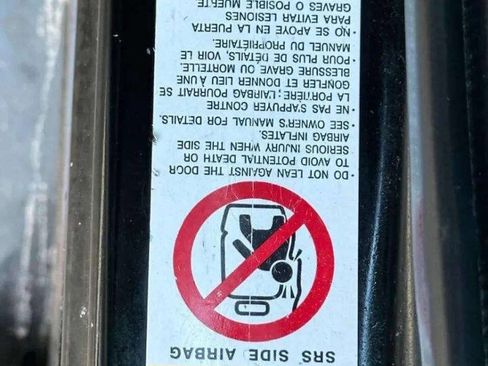 SRS SIDE AIRBAG
• DO NOT LEAN AGAINST THE DOOR
TO AVOID POTENTIAL DEATH OR
SERIOUS INJURY WHEN THE SIDE
AIRBAG INFLATES.
• SEE OWNER'S MANUAL FOR DETAILS.
• NE PAS S'APPUYER CONTRE
LA PORTIÈRE; L'AIRBAG POURRAIT SE
GONFLER ET DONNER LIEU À UNE
BLESSURE GRAVE OU MORTELLE.
• POUR PLUS DE DÉTAILS, VOIR LE
MANUEL DU PROPRIÉTAIRE.
• NO SE APOYE EN LA PUERTA
PARA EVITAR LESIONES
GRAVES O POSIBLE MUERTE